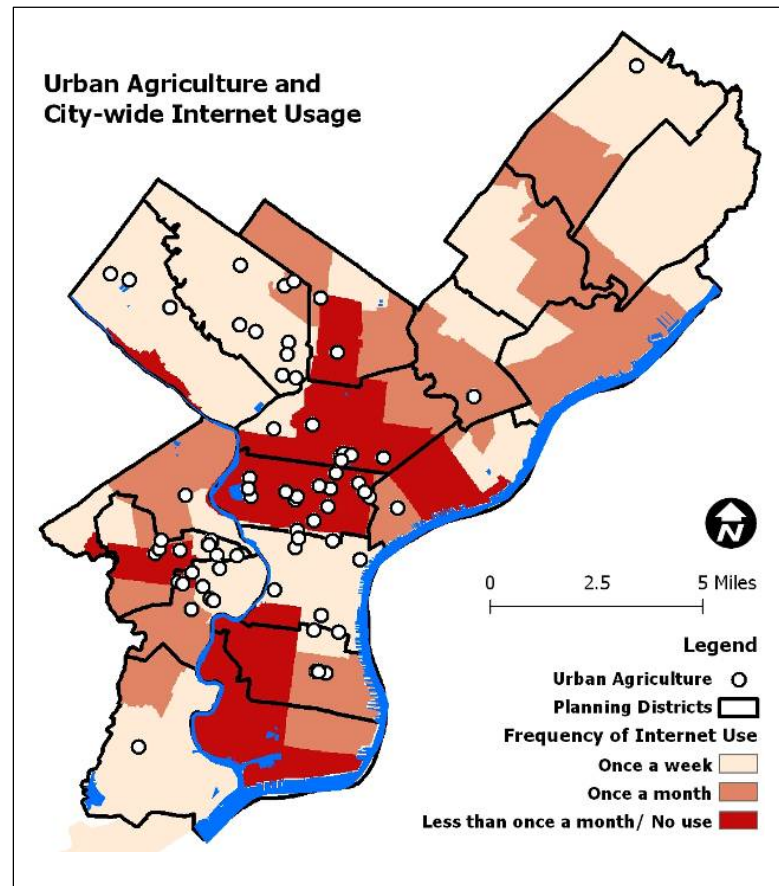 Urban Agriculture and
City-wide Internet Usage
N
0 2.5 5 Miles
Legend
Urban Agriculture
Planning Districts
Frequency of Internet Use
Once a week
Once a month
Less than once a month/ No use